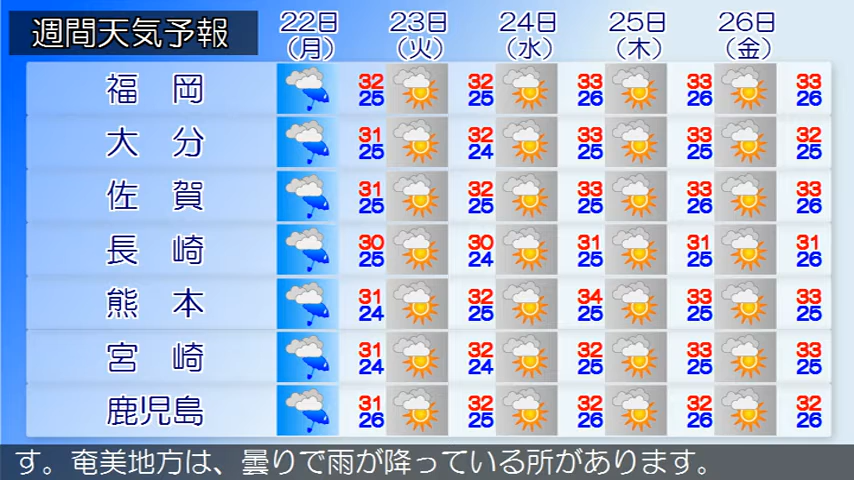 週間天気予報
22日 23日 24日 25日 26日
(月) (火) (水) (木) (金)
福岡 32 32 33 33 33
25 25 26 26 26
大分 31 32 33 33 32
25 24 25 25 25
佐賀 31 32 33 33 33
25 25 25 26 26
長崎 30 30 31 31 31
25 24 25 25 26
熊本 31 32 34 33 33
24 25 25 25 25
宮崎 31 32 32 33 33
24 24 25 25 25
鹿児島 31 32 32 32 32
26 25 26 26 26
す。奄美地方は、曇りで雨が降っている所があります。